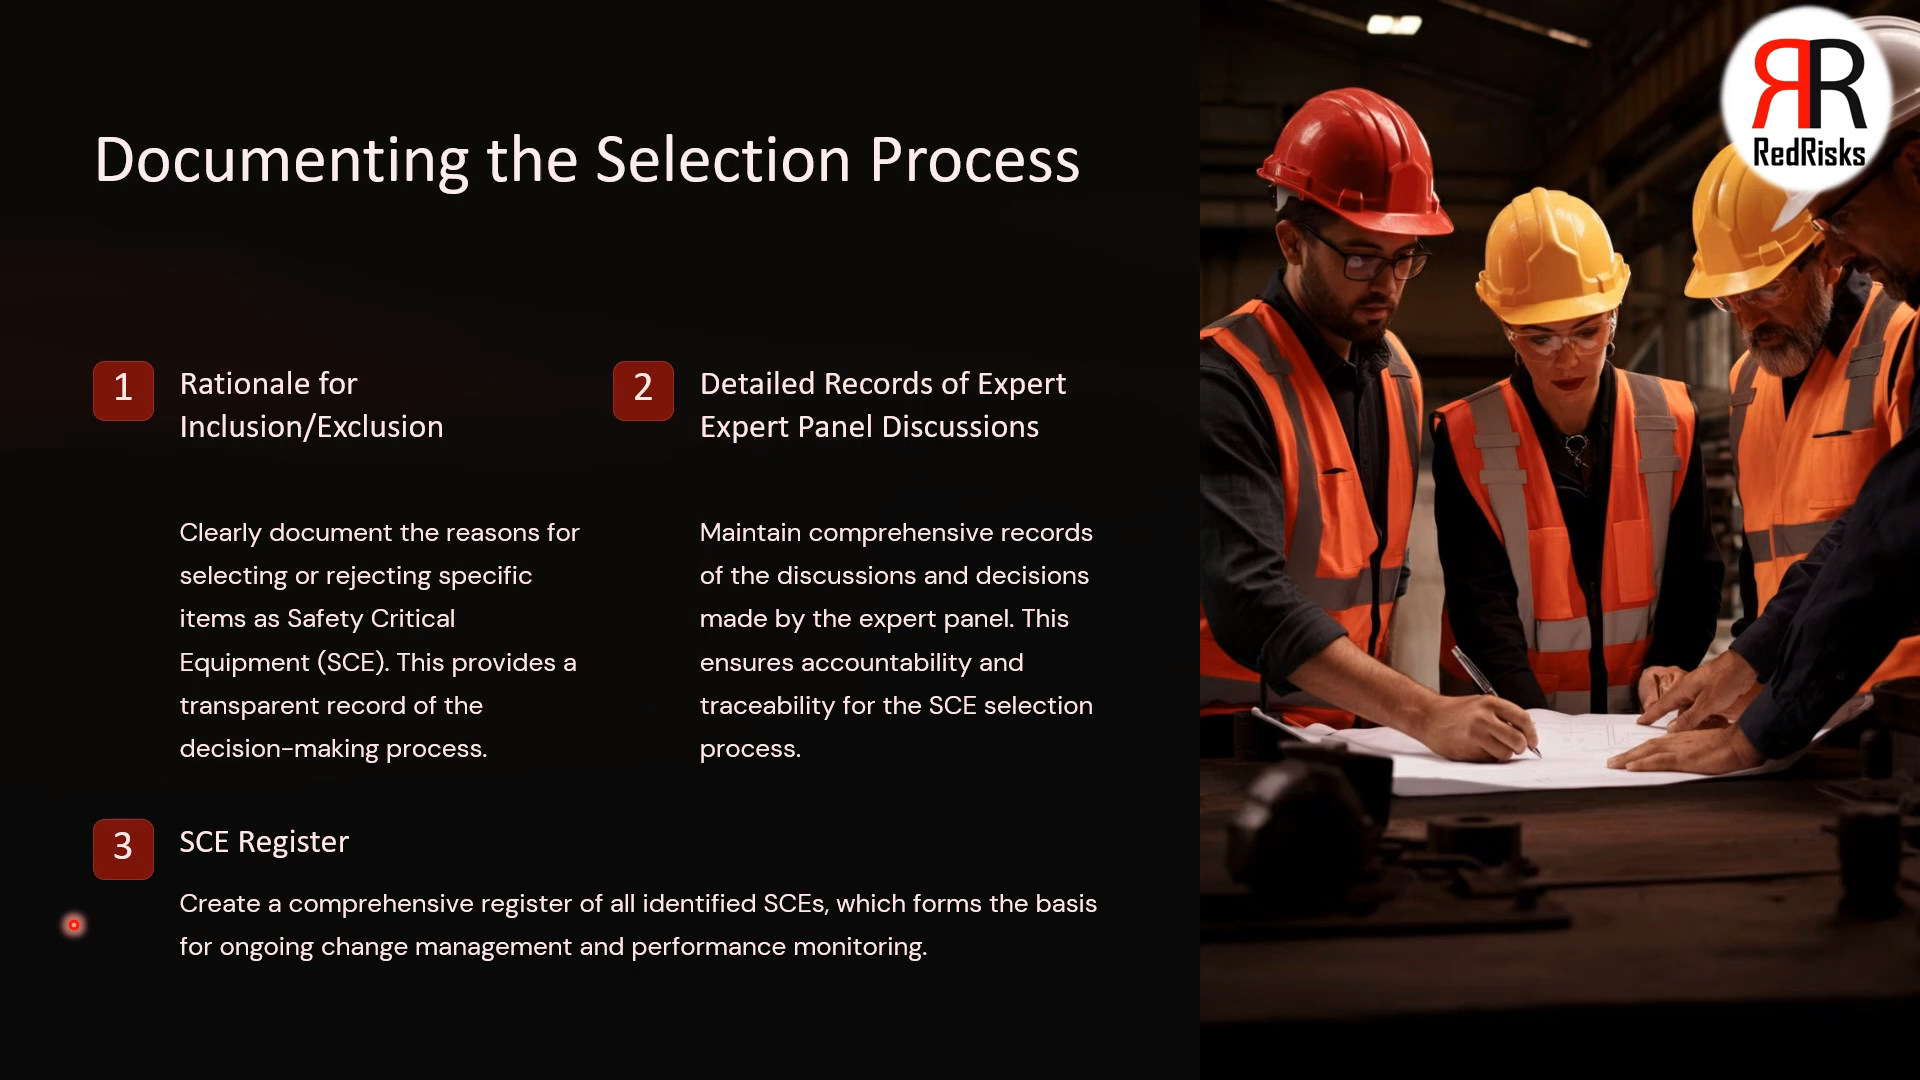 Documenting the Selection Process
1
Rationale for
Inclusion/Exclusion
Clearly document the reasons for
selecting or rejecting specific
items as Safety Critical
Equipment (SCE). This provides a
transparent record of the
decision-making process.
2
Detailed Records of Expert
Expert Panel Discussions
Maintain comprehensive records
of the discussions and decisions
made by the expert panel. This
ensures accountability and
traceability for the SCE selection
process.
3
SCE Register
Create a comprehensive register of all identified SCEs, which forms the basis
for ongoing change management and performance monitoring.
RR
RedRisks